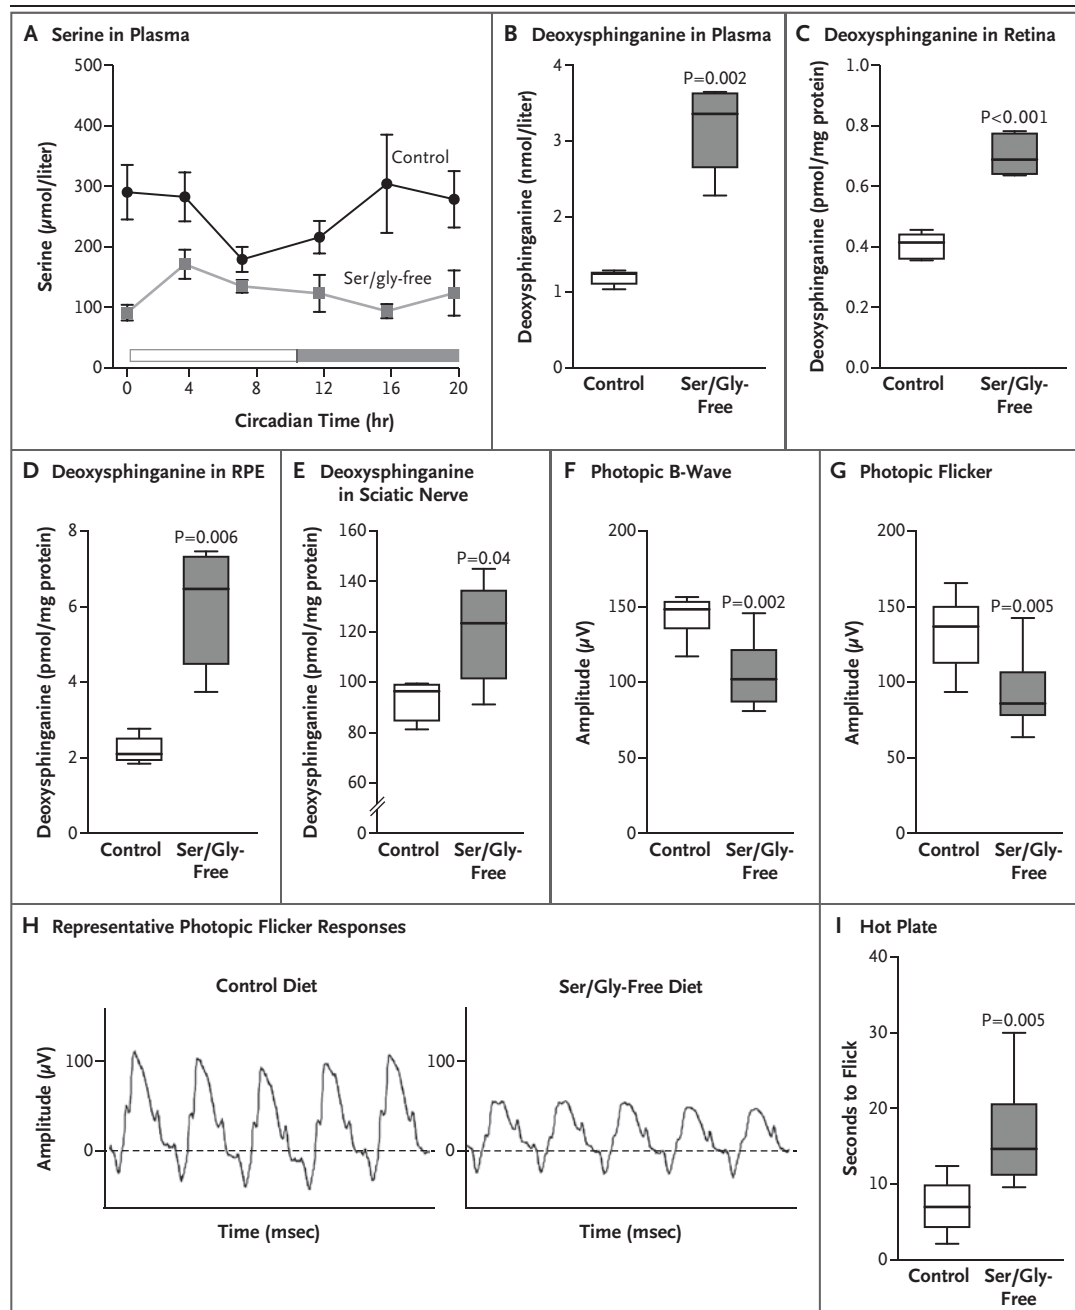 A Serine in Plasma
Serine (µmol/liter)
500
400
300
200
100
0
Control
Ser/gly-free
0 4 8 12 16 20
Circadian Time (hr)
B Deoxysphinganine in Plasma
Deoxysphinganine (nmol/liter)
4
3
2
1
0
P=0.002
Control Ser/Gly-
Free
C Deoxysphinganine in Retina
Deoxysphinganine (pmol/mg protein)
1.0
0.8
0.6
0.4
0.2
0.0
P<0.001
Control Ser/Gly-
Free
D Deoxysphinganine in RPE
Deoxysphinganine (pmol/mg protein)
8
6
4
2
0
P=0.006
Control Ser/Gly-
Free
E Deoxysphinganine
in Sciatic Nerve
Deoxysphinganine (pmol/mg protein)
160
140
120
100
80
60
0
P=0.04
Control Ser/Gly-
Free
F Photopic B-Wave
Amplitude (µV)
200
150
100
50
0
P=0.002
Control Ser/Gly-
Free
G Photopic Flicker
Amplitude (µV)
200
150
100
50
0
P=0.005
Control Ser/Gly-
Free
H Representative Photopic Flicker Responses
Control Diet
Amplitude (µV)
100
0
Time (msec)
Ser/Gly-Free Diet
100
0
Time (msec)
I Hot Plate
Seconds to Flick
40
30
20
10
0
P=0.005
Control Ser/Gly-
Free